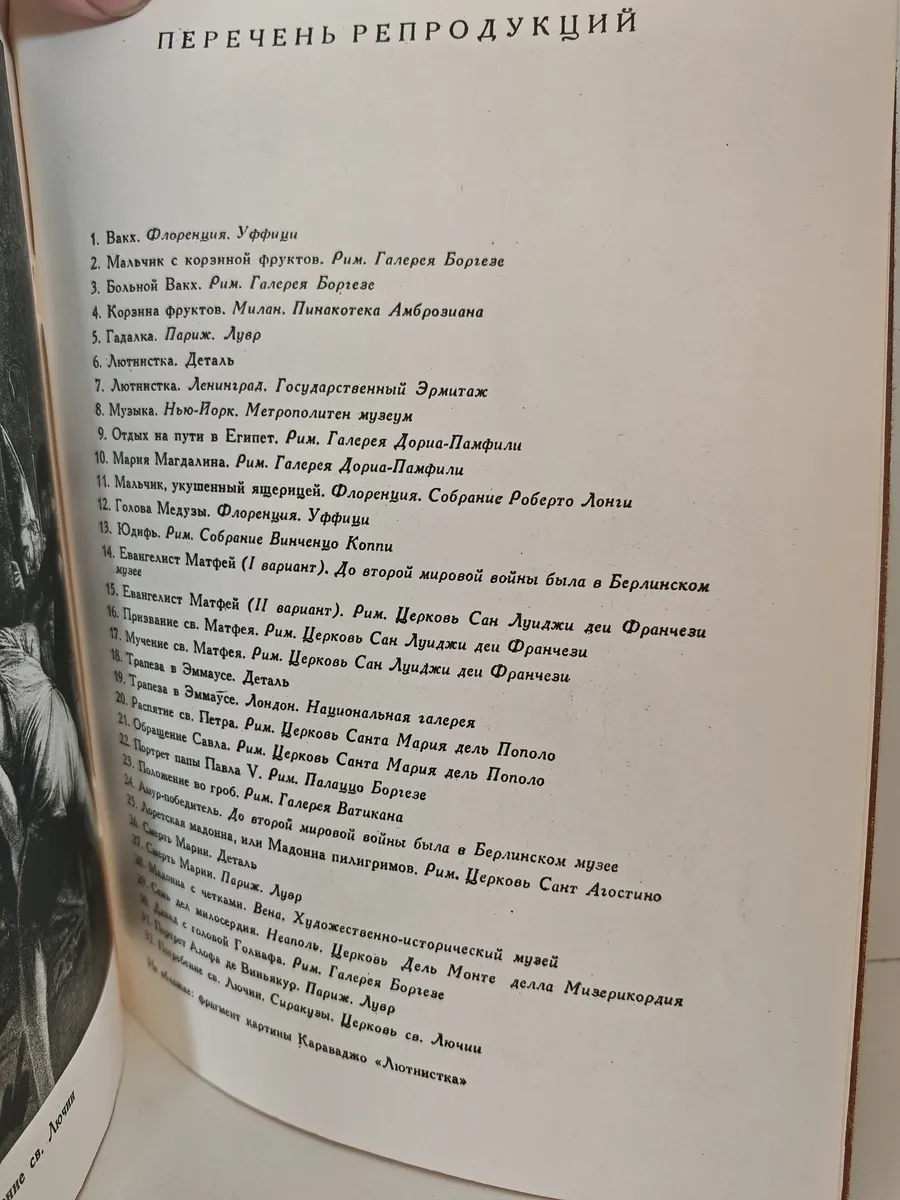 ПЕРЕЧЕНЬ РЕПРОДУКЦИЙ
1. Вакх. Флоренция. Уффици
2. Мальчик с корзиной фруктов. Рим. Галерея Боргезе
3. Больной Вакх. Рим. Галерея Боргезе
4. Корзина фруктов. Милан. Пинакотека Амброзиана
5. Гадалка. Париж. Лувр
6. Лютнистка. Деталь
7. Лютнистка. Ленинград. Государственный Эрмитаж
8. Музыка. Нью-Йорк. Метрополитен музеум
9. Отдых на пути в Египет. Рим. Галерея Дориа-Памфили
10. Мария Магдалина. Рим. Галерея Дориа-Памфили
11. Мальчик, укушенный ящерицей. Флоренция. Собрание Роберто Лонги
12. Голова Медузы. Флоренция. Уффици
13. Юдифь. Рим. Собрание Винченцо Коппи
14. Евангелист Матфей (I вариант). До второй мировой войны была в Берлинском
музее
15. Евангелист Матфей (II вариант). Рим. Церковь Сан Луиджи деи Франчези
16. Призвание св. Матфея. Рим. Церковь Сан Луиджи деи Франчези
17. Мучение св. Матфея. Рим. Церковь Сан Луиджи деи Франчези
18. Трапеза в Эммаусе. Деталь
19. Трапеза в Эммаусе. Лондон. Национальная галерея
20. Распятие св. Петра. Рим. Церковь Санта Мария дель Пополо
21. Обращение Савла. Рим. Церковь Санта Мария дель Пополо
22. Портрет папы Павла V. Рим. Палаццо Боргезе
23. Положение во гроб. Рим. Галерея Ватикана
24. Амур-победитель. До второй мировой войны была в Берлинском музее
25. Лоретская мадонна, или Мадонна пилигримов. Рим. Церковь Сант Агостино
26. Смерть Марии. Деталь
27. Смерть Марии. Париж. Лувр
28. Мадонна с четками. Вена. Художественно-исторический музей
29. Семь дел милосердия. Неаполь. Церковь Дель Монте делла Мизерикордия
30. Давид с головой Голиафа. Рим. Галерея Боргезе
31. Портрет Алофа де Виньякур. Париж. Лувр
32. Погребение св. Лючии. Сиракузы. Церковь св. Лючии
На обложке: фрагмент картины Караваджо «Лютнистка»
св. Лючии